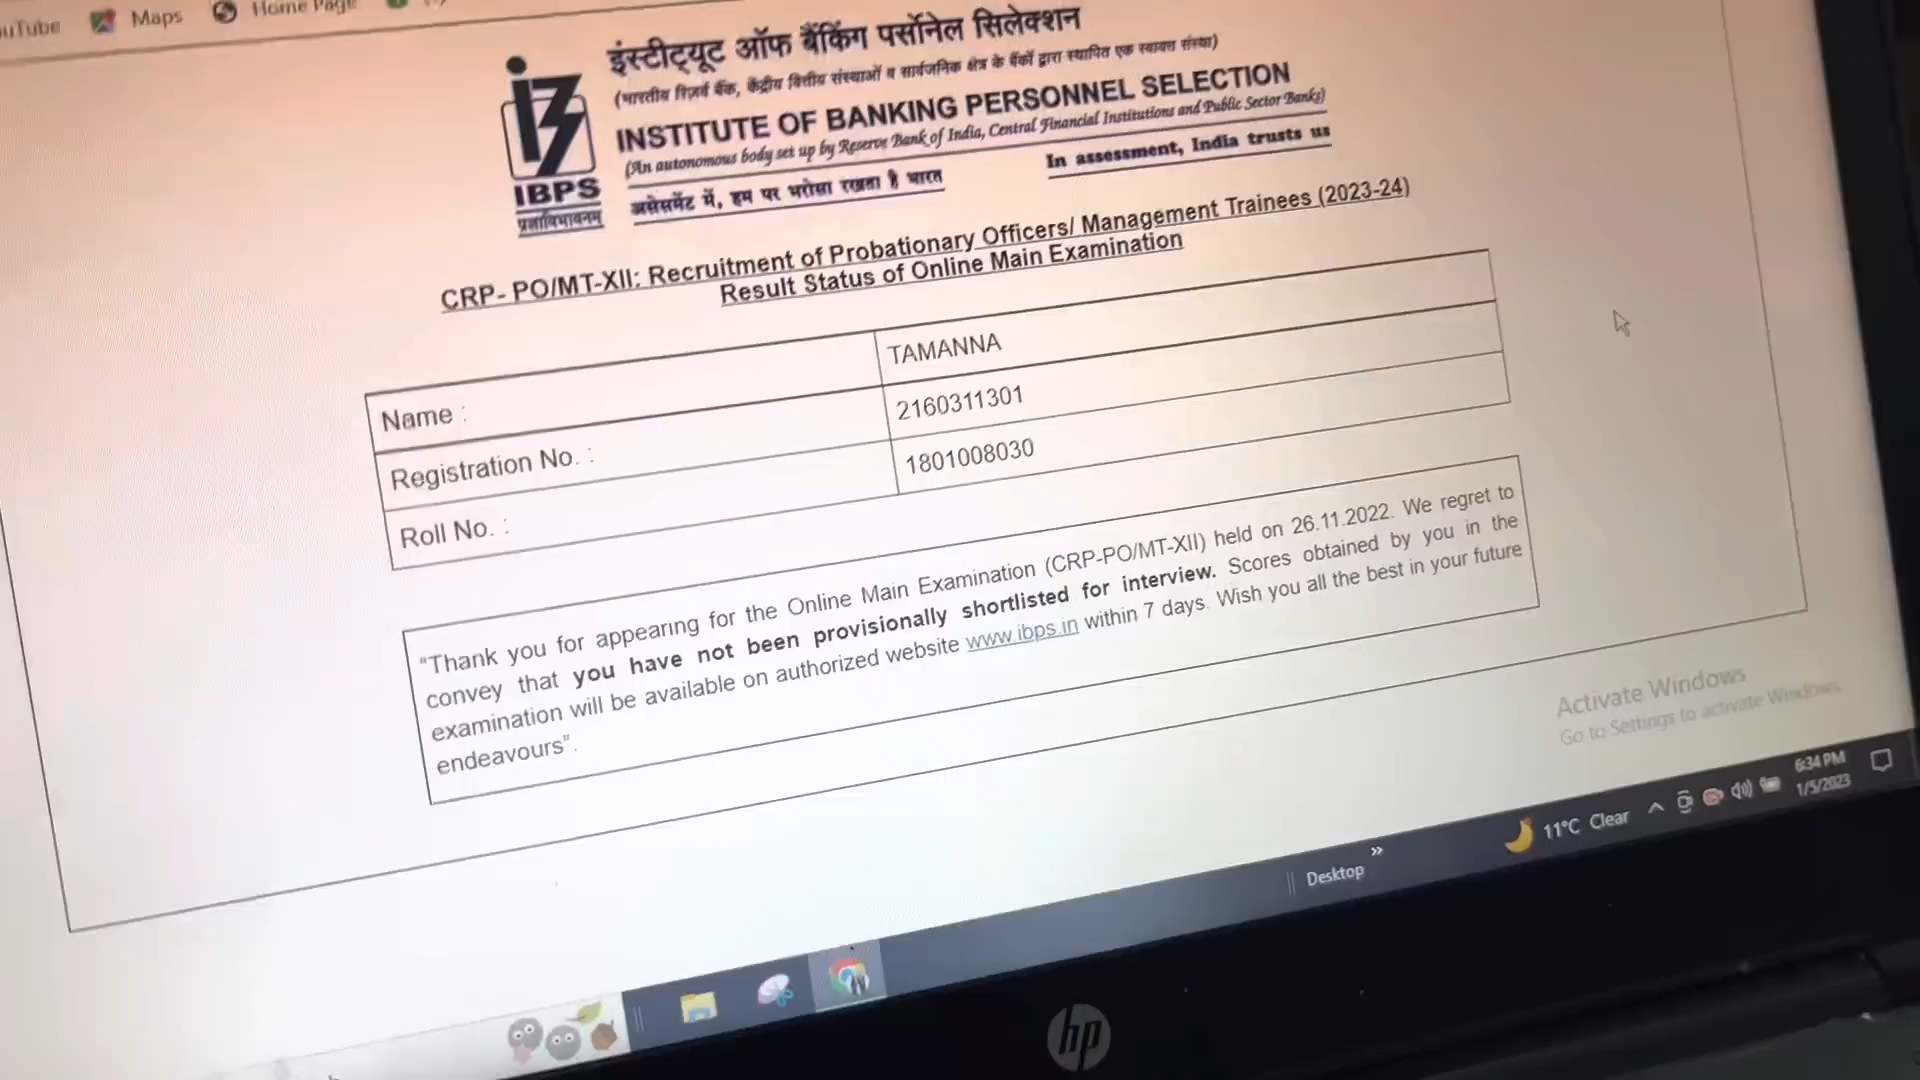 uTube Maps Home Page
इंस्टीट्यूट ऑफ बैंकिंग पर्सोनेल सिलेक्शन
(भारतीय रिज़र्व बैंक, केंद्रीय वित्तीय संस्थाओं व सार्वजनिक क्षेत्र के बैंकों द्वारा स्थापित एक स्वायत्त संस्था)
INSTITUTE OF BANKING PERSONNEL SELECTION
(An autonomous body set up by Reserve Bank of India, Central Financial Institutions and Public Sector Banks)
असेसमेंट में, हम पर भरोसा रखता है भारत In assessment, India trusts us
IBPS
CRP- PO/MT-XII: Recruitment of Probationary Officers/ Management Trainees (2023-24)
Result Status of Online Main Examination
Name : TAMANNA
Registration No. : 2160311301
Roll No. : 1801008030
“Thank you for appearing for the Online Main Examination (CRP-PO/MT-XII) held on 26.11.2022. We regret to
convey that you have not been provisionally shortlisted for interview. Scores obtained by you in the
examination will be available on authorized website www.ibps.in within 7 days. Wish you all the best in your future
endeavours”.
Activate Windows
Go to Settings to activate Windows.
Desktop » 11°C Clear 6:34 PM
1/5/2023
hp